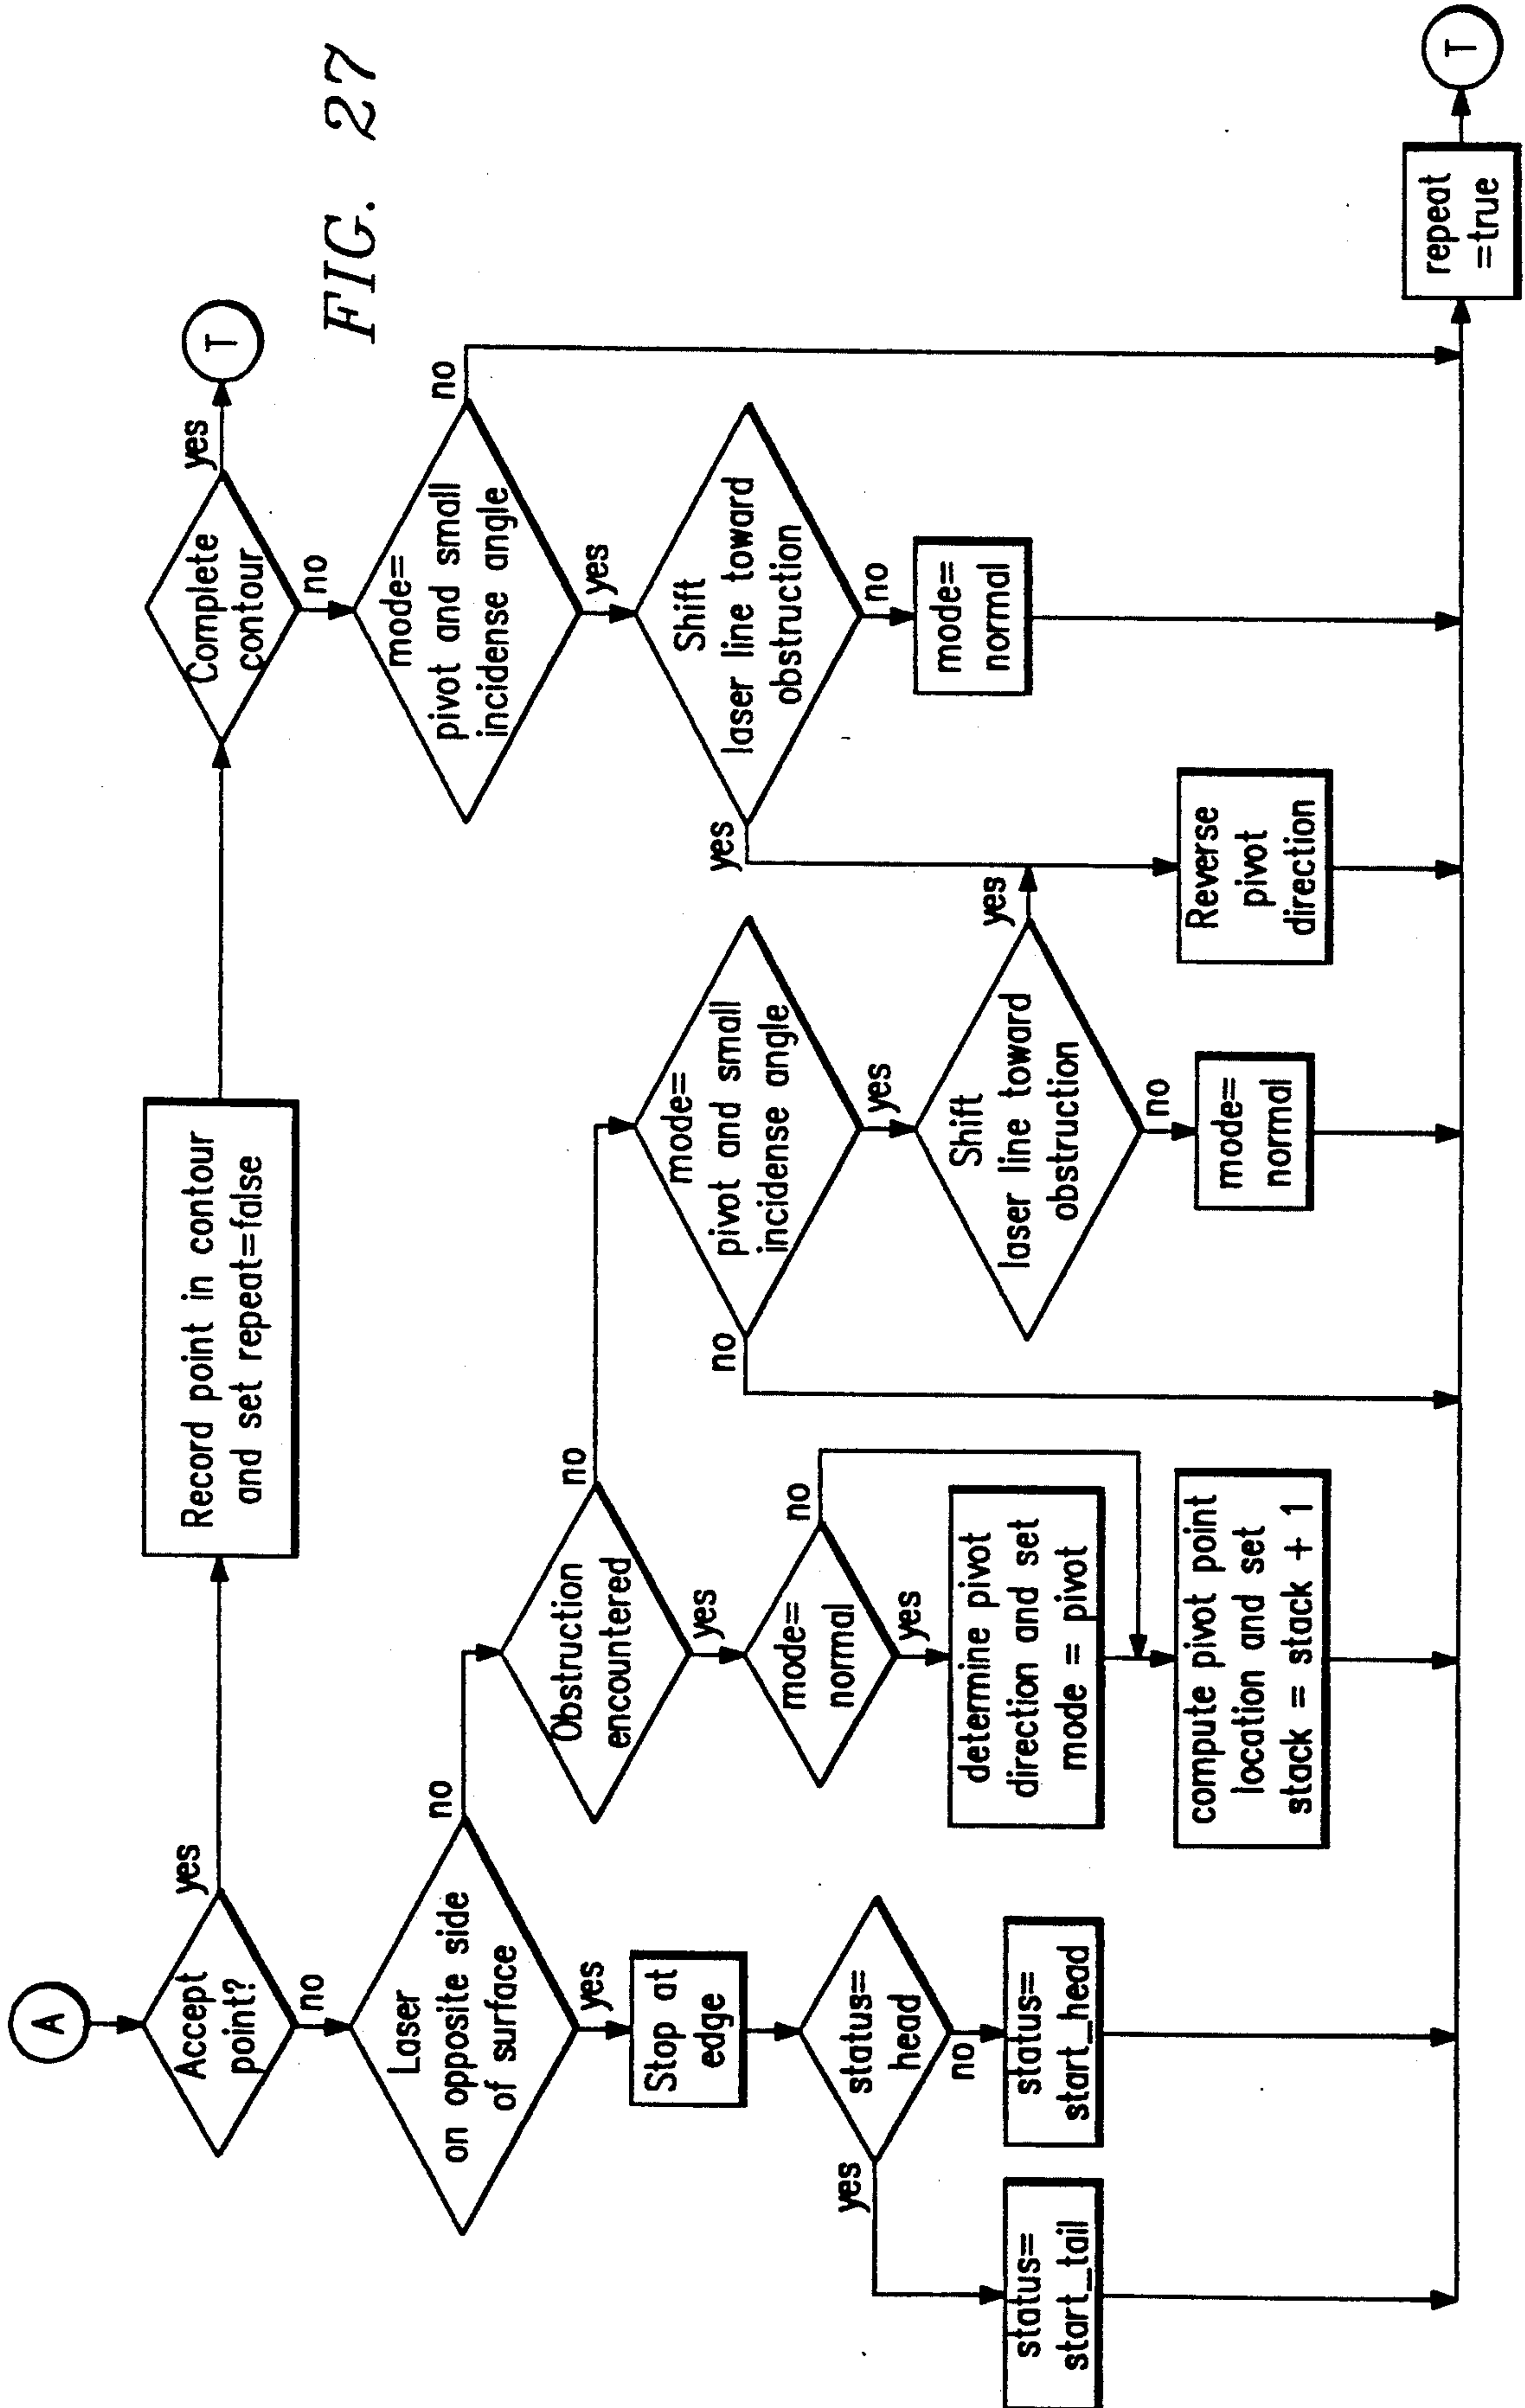 FIG. 27
A
Accept
point?
yes
no
Record point in contour
and set repeat=false
Complete
contour
yes
no
T
Laser
on opposite side
of surface
no
yes
Stop at
edge
status=
head
yes
no
status=
start_tail
status=
start_head
Obstruction
encountered
no
yes
mode=
normal
no
yes
determine pivot
direction and set
mode = pivot
compute pivot point
location and set
stack = stack + 1
mode=
pivot and small
incidense angle
no
yes
Shift
laser line toward
obstruction
yes
no
mode=
normal
mode=
pivot and small
incidense angle
no
yes
Shift
laser line toward
obstruction
yes
no
mode=
normal
Reverse
pivot
direction
repeat
=true
T